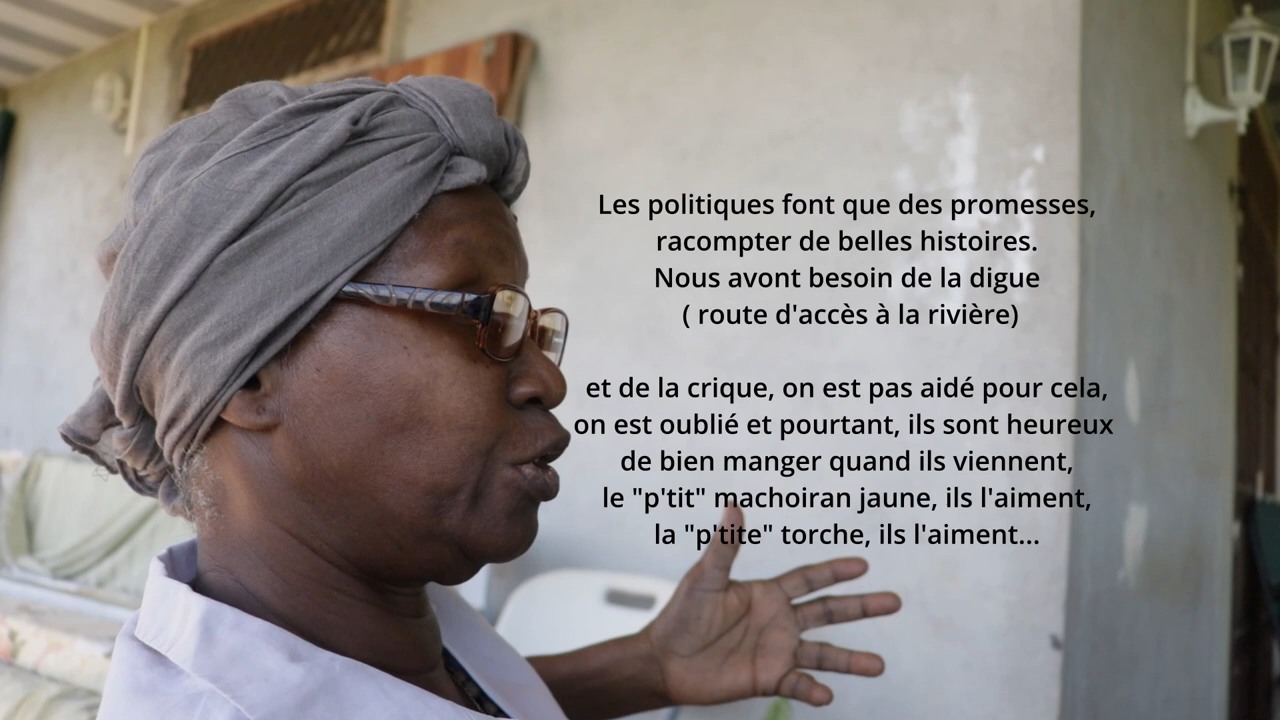 Les politiques font que des promesses,
racompter de belles histoires.
Nous avont besoin de la digue
( route d'accès à la rivière)
et de la crique, on est pas aidé pour cela,
on est oublié et pourtant, ils sont heureux
de bien manger quand ils viennent,
le "p'tit" machoiran jaune, ils l'aiment,
la "p'tite" torche, ils l'aiment...